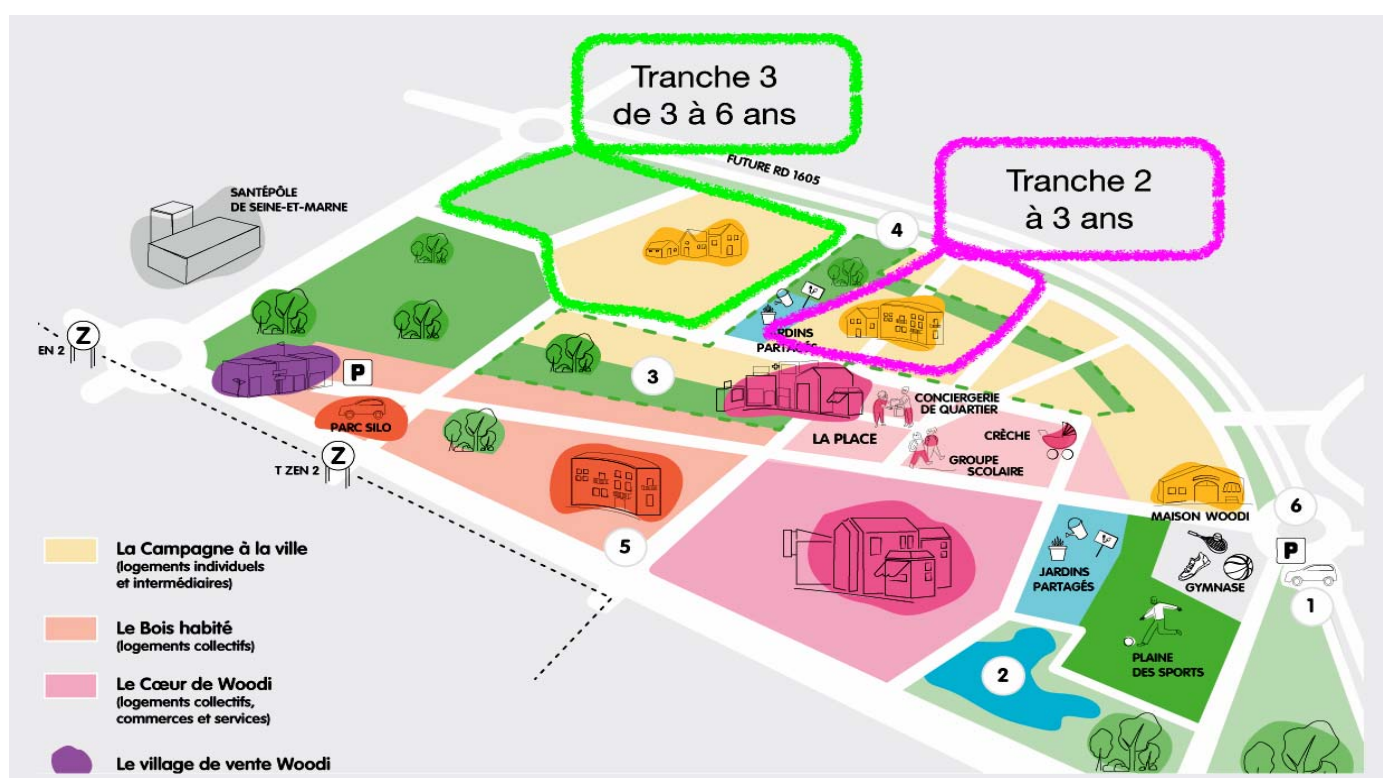 Tranche 3
de 3 à 6 ans
FUTURE RD 1605
Tranche 2
à 3 ans
SANTÉPÔLE
DE SEINE-ET-MARNE
4
Z
EN 2
JARDINS
PARTAGÉS
3
P
PARC SILO
CONCIERGERIE
DE QUARTIER
LA PLACE
CRÈCHE
GROUPE
SCOLAIRE
Z
T ZEN 2
MAISON WOODI
6
5
P
JARDINS
PARTAGÉS
GYMNASE
1
PLAINE
DES SPORTS
2
La Campagne à la ville
(logements individuels
et intermédiaires)
Le Bois habité
(logements collectifs)
Le Cœur de Woodi
(logements collectifs,
commerces et services)
Le village de vente Woodi